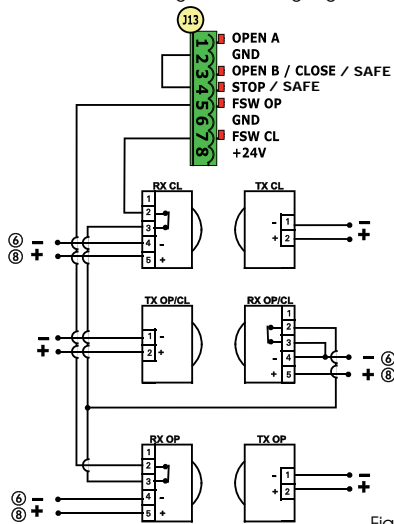 J13
1 OPEN A
2 GND
3 OPEN B / CLOSE / SAFE
4 STOP / SAFE
5 FSW OP
6 GND
7 FSW CL
8 +24V
RX CL
1
2
3
⑥ − 4 -
⑧ + 5 +
TX CL
- 1 −
+ 2 +
TX OP/CL
− 1 -
+ 2 +
RX OP/CL
1
2
3
- 4 − ⑥
+ 5 + ⑧
RX OP
1
2
3
⑥ − 4 -
⑧ + 5 +
TX OP
- 1 −
+ 2 +
Fig